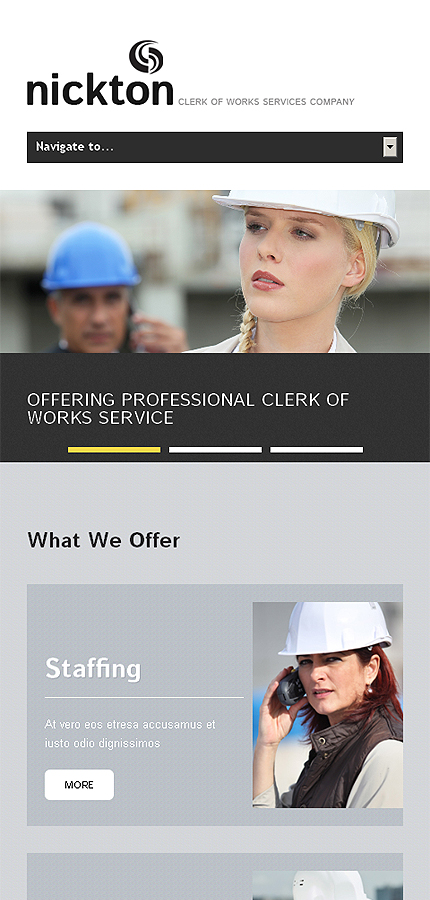 nickton CLERK OF WORKS SERVICES COMPANY
Navigate to...
OFFERING PROFESSIONAL CLERK OF
WORKS SERVICE
What We Offer
Staffing
At vero eos etresa accusamus et
iusto odio dignissimos
MORE